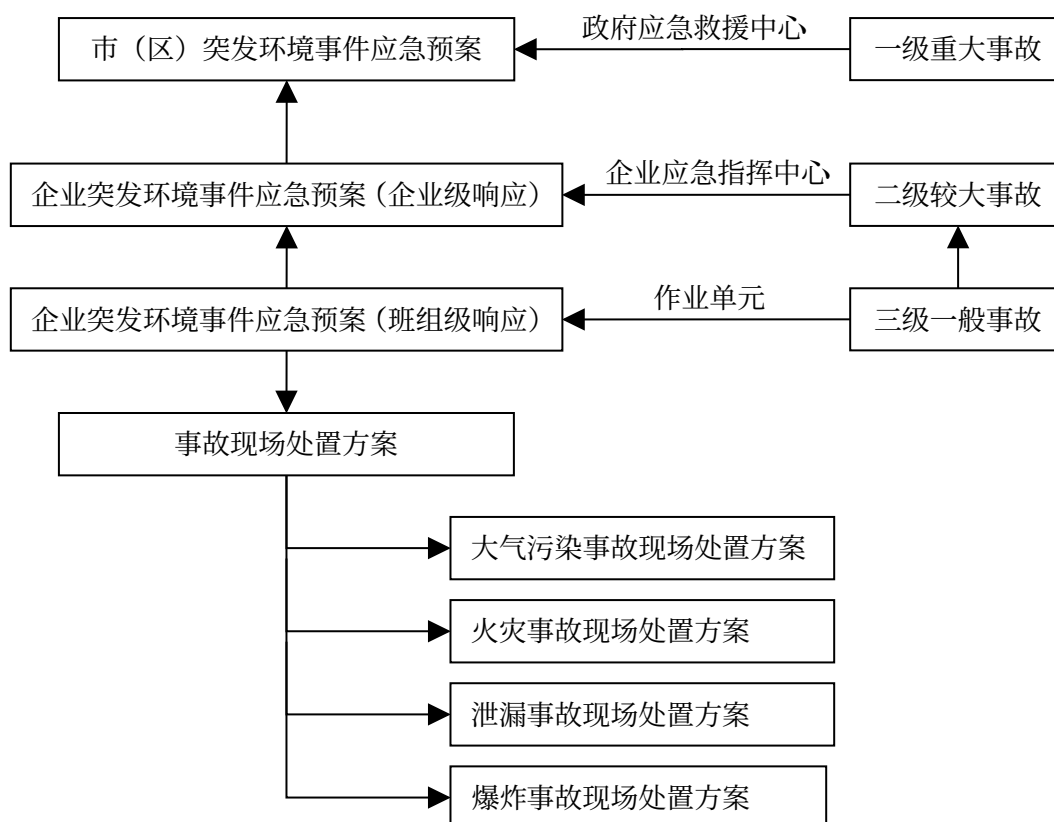 市（区）突发环境事件应急预案
政府应急救援中心
一级重大事故
企业突发环境事件应急预案（企业级响应）
企业应急指挥中心
二级较大事故
企业突发环境事件应急预案（班组级响应）
作业单元
三级一般事故
事故现场处置方案
大气污染事故现场处置方案
火灾事故现场处置方案
泄漏事故现场处置方案
爆炸事故现场处置方案